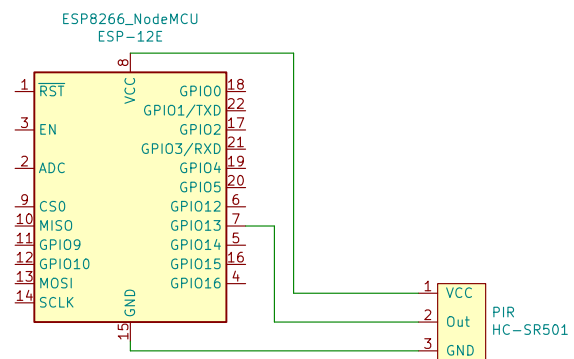 ESP8266_NodeMCU
ESP-12E
8
VCC
1 RST GPIO0 18
GPIO1/TXD 22
3 EN GPIO2 17
GPIO3/RXD 21
2 ADC GPIO4 19
GPIO5 20
9 CS0 GPIO12 6
10 MISO GPIO13 7
11 GPIO9 GPIO14 5
12 GPIO10 GPIO15 16
13 MOSI GPIO16 4
14 SCLK
GND
15
1 VCC
2 Out
3 GND
PIR
HC-SR501